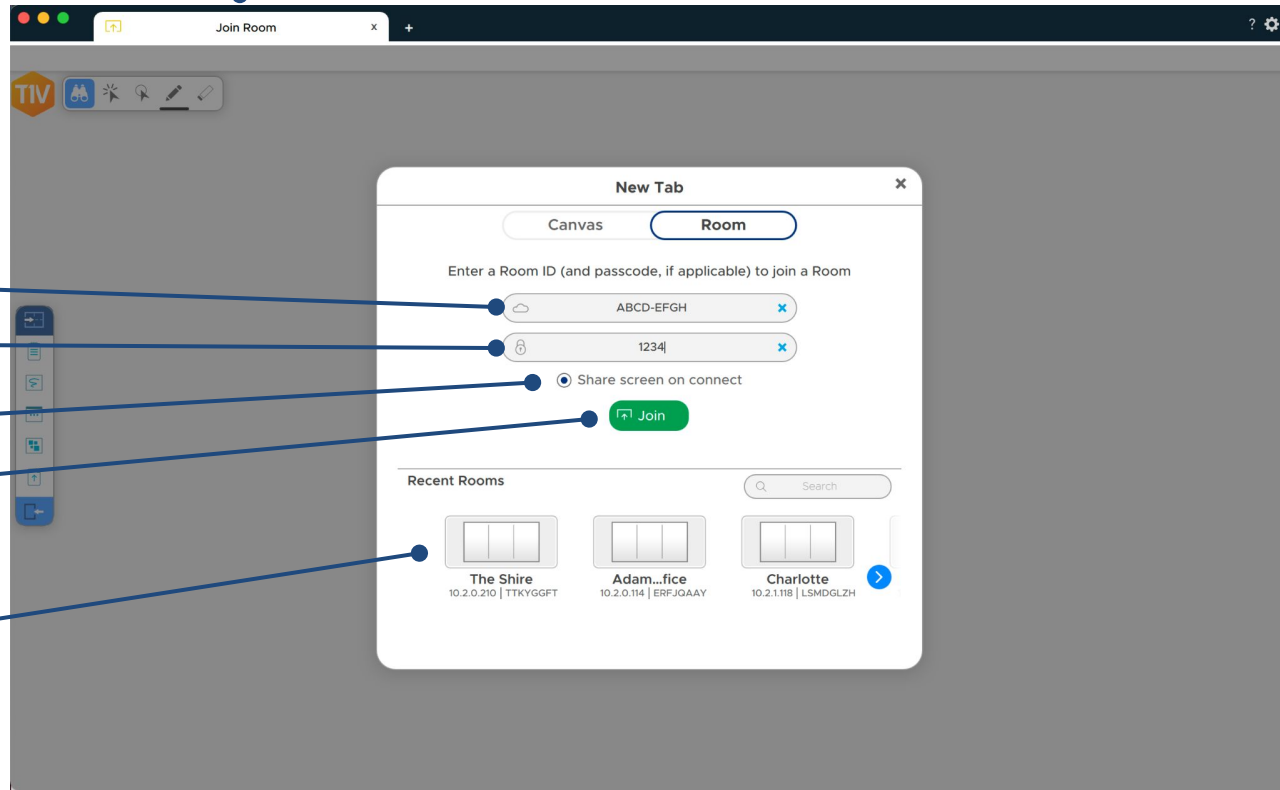 Join Room x + ?
T1V
New Tab
Canvas Room
Enter a Room ID (and passcode, if applicable) to join a Room
ABCD-EFGH
1234
Share screen on connect
Join
Recent Rooms
Search
The Shire Adam...fice Charlotte
10.2.0.210 | TTKYGGFT 10.2.0.114 | ERFJQAAY 10.2.1.118 | LSMDGLZH